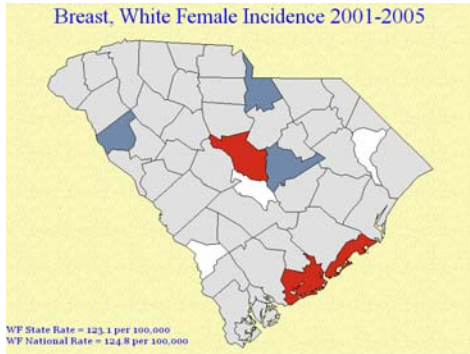 Breast, White Female Incidence 2001-2005
WF State Rate = 123.1 per 100,000
WF National Rate = 124.8 per 100,000